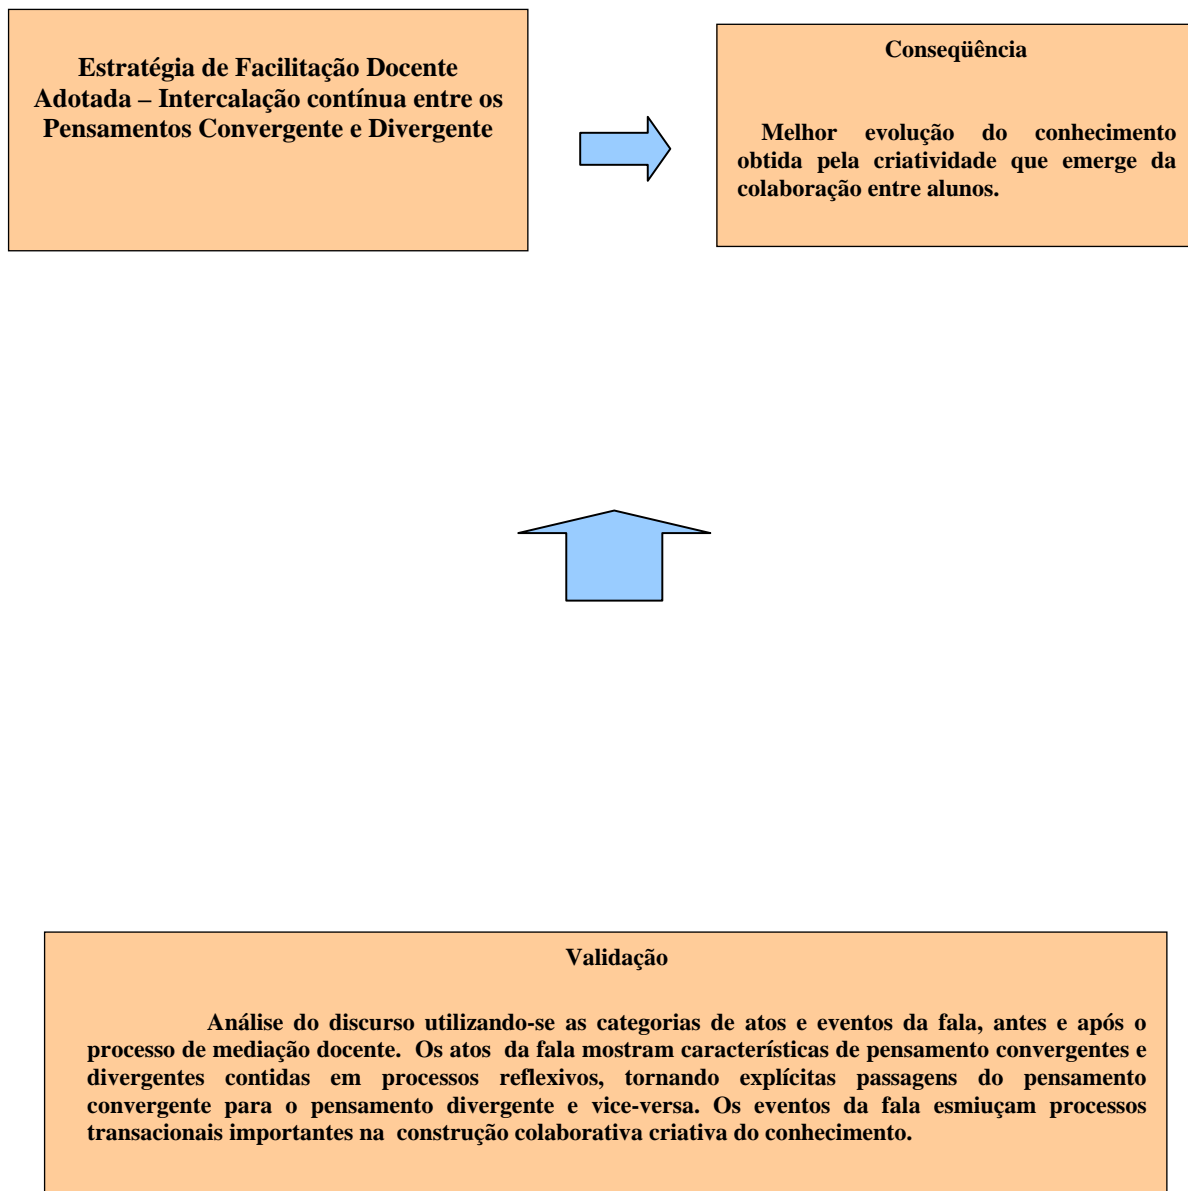 Estratégia de Facilitação Docente
Adotada – Intercalação contínua entre os
Pensamentos Convergente e Divergente
Conseqüência
Melhor evolução do conhecimento
obtida pela criatividade que emerge da
colaboração entre alunos.
Validação
Análise do discurso utilizando-se as categorias de atos e eventos da fala, antes e após o
processo de mediação docente. Os atos da fala mostram características de pensamento convergentes e
divergentes contidas em processos reflexivos, tornando explícitas passagens do pensamento
convergente para o pensamento divergente e vice-versa. Os eventos da fala esmiuçam processos
transacionais importantes na construção colaborativa criativa do conhecimento.